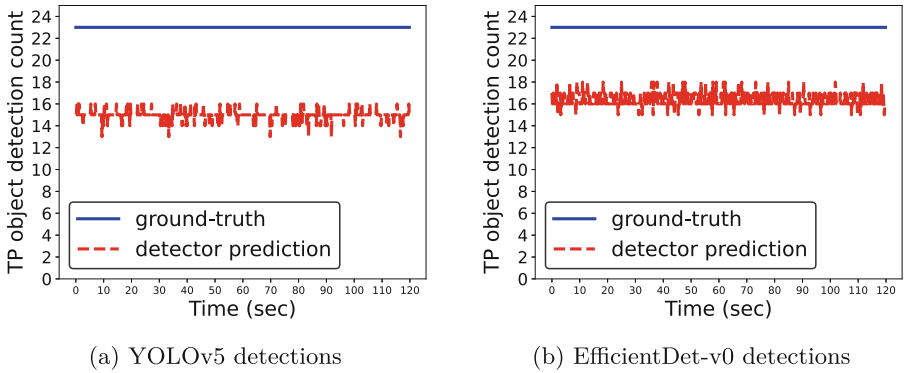 TP object detection count
24
22
20
18
16
14
12
10
8
6
4
2
0
ground-truth
detector prediction
0 10 20 30 40 50 60 70 80 90 100 110 120
Time (sec)
(a) YOLOv5 detections
TP object detection count
24
22
20
18
16
14
12
10
8
6
4
2
0
ground-truth
detector prediction
0 10 20 30 40 50 60 70 80 90 100 110 120
Time (sec)
(b) EfficientDet-v0 detections